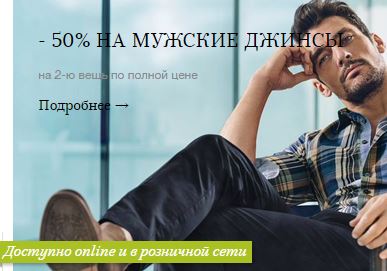 - 50% НА МУЖСКИЕ ДЖИНСЫ
на 2-ю вещь по полной цене
Подробнее →
Доступно online и в розничной сети